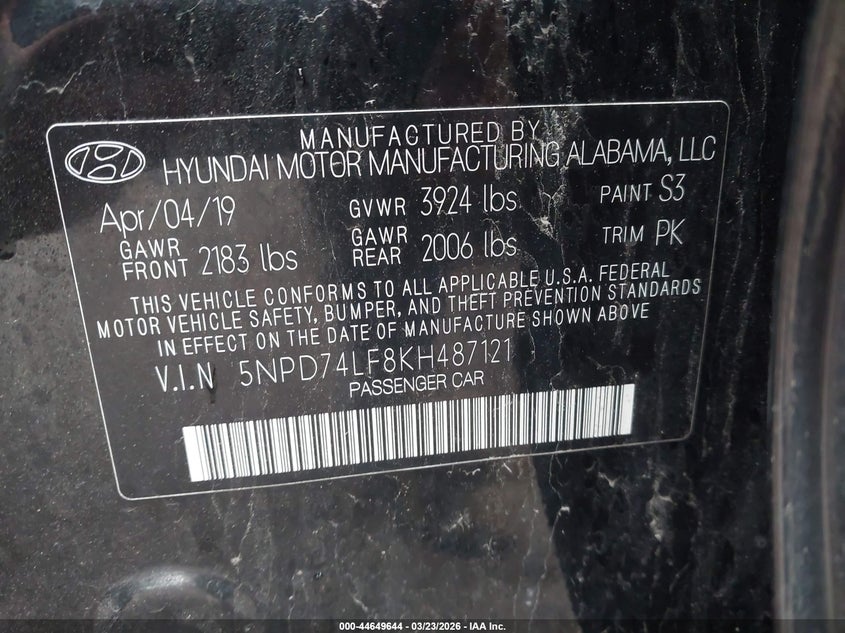 MANUFACTURED BY
HYUNDAI MOTOR MANUFACTURING ALABAMA, LLC
Apr/04/19 GVWR 3924 lbs PAINT S3
GAWR FRONT 2183 lbs GAWR REAR 2006 lbs TRIM PK
THIS VEHICLE CONFORMS TO ALL APPLICABLE U.S.A. FEDERAL
MOTOR VEHICLE SAFETY, BUMPER, AND THEFT PREVENTION STANDARDS
IN EFFECT ON THE DATE OF MANUFACTURE SHOWN ABOVE
V.I.N 5NPD74LF8KH487121
PASSENGER CAR
000-44649644 / 03/23/2026 - IAA Inc.